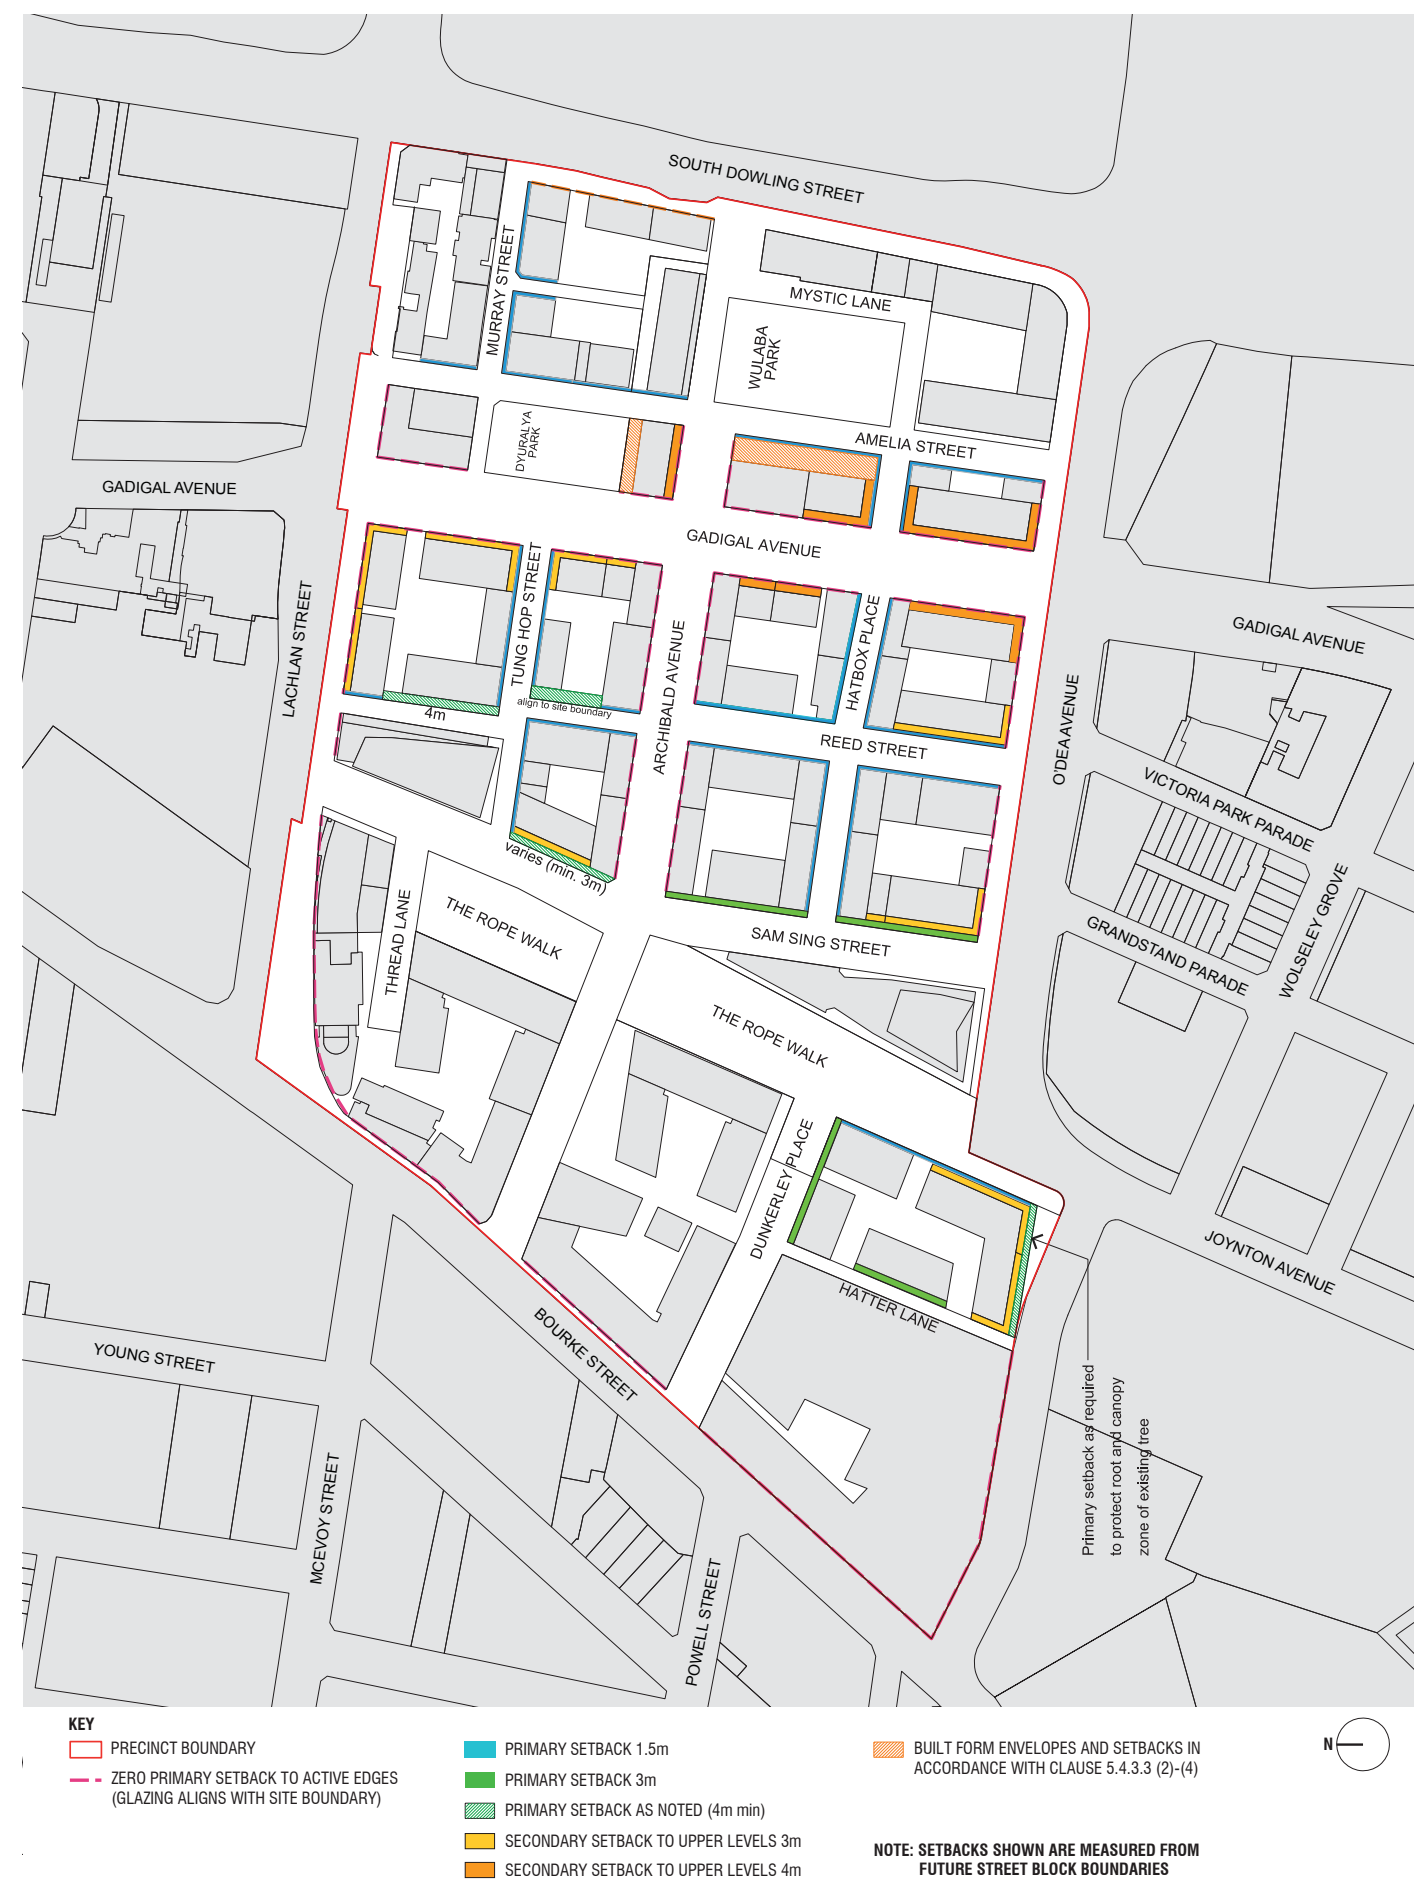 SOUTH DOWLING STREET
MURRAY STREET
MYSTIC LANE
WULABA
PARK
DYURALYA
PARK
AMELIA STREET
GADIGAL AVENUE
GADIGAL AVENUE
GADIGAL AVENUE
LACHLAN STREET
TUNG HOP STREET
HATBOX PLACE
ARCHIBALD AVENUE
O'DEA AVENUE
4m
align to site boundary
REED STREET
VICTORIA PARK PARADE
varies (min. 3m)
WOLSELEY GROVE
GRANDSTAND PARADE
THREAD LANE
THE ROPE WALK
SAM SING STREET
THE ROPE WALK
DUNKERLEY PLACE
JOYNTON AVENUE
HATTER LANE
BOURKE STREET
YOUNG STREET
MCEVOY STREET
POWELL STREET
Primary setback as required
to protect root and canopy
zone of existing tree
KEY
PRECINCT BOUNDARY
ZERO PRIMARY SETBACK TO ACTIVE EDGES
(GLAZING ALIGNS WITH SITE BOUNDARY)
PRIMARY SETBACK 1.5m
PRIMARY SETBACK 3m
PRIMARY SETBACK AS NOTED (4m min)
SECONDARY SETBACK TO UPPER LEVELS 3m
SECONDARY SETBACK TO UPPER LEVELS 4m
BUILT FORM ENVELOPES AND SETBACKS IN
ACCORDANCE WITH CLAUSE 5.4.3.3 (2)-(4)
NOTE: SETBACKS SHOWN ARE MEASURED FROM
FUTURE STREET BLOCK BOUNDARIES
N